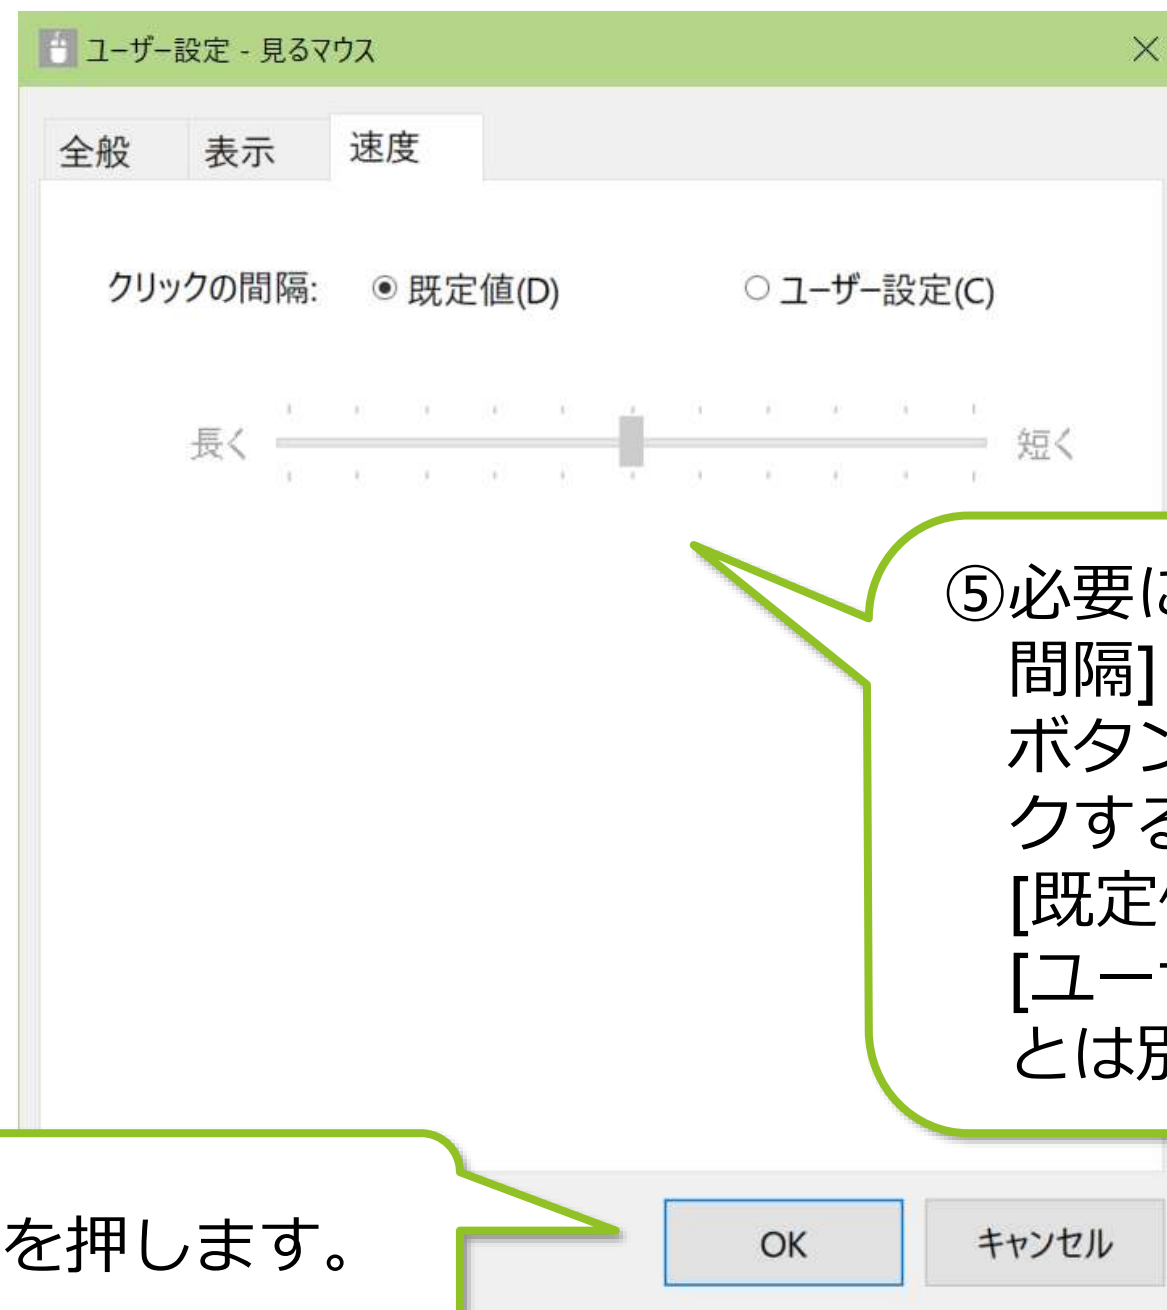 ユーザー設定 - 見るマウス
全般 表示 速度
クリックの間隔: 既定値(D) ユーザー設定(C)
長く 短く
⑤必要に
間隔]
ボタン
クする
[既定
[ユー
とは別
を押します。
OK キャンセル